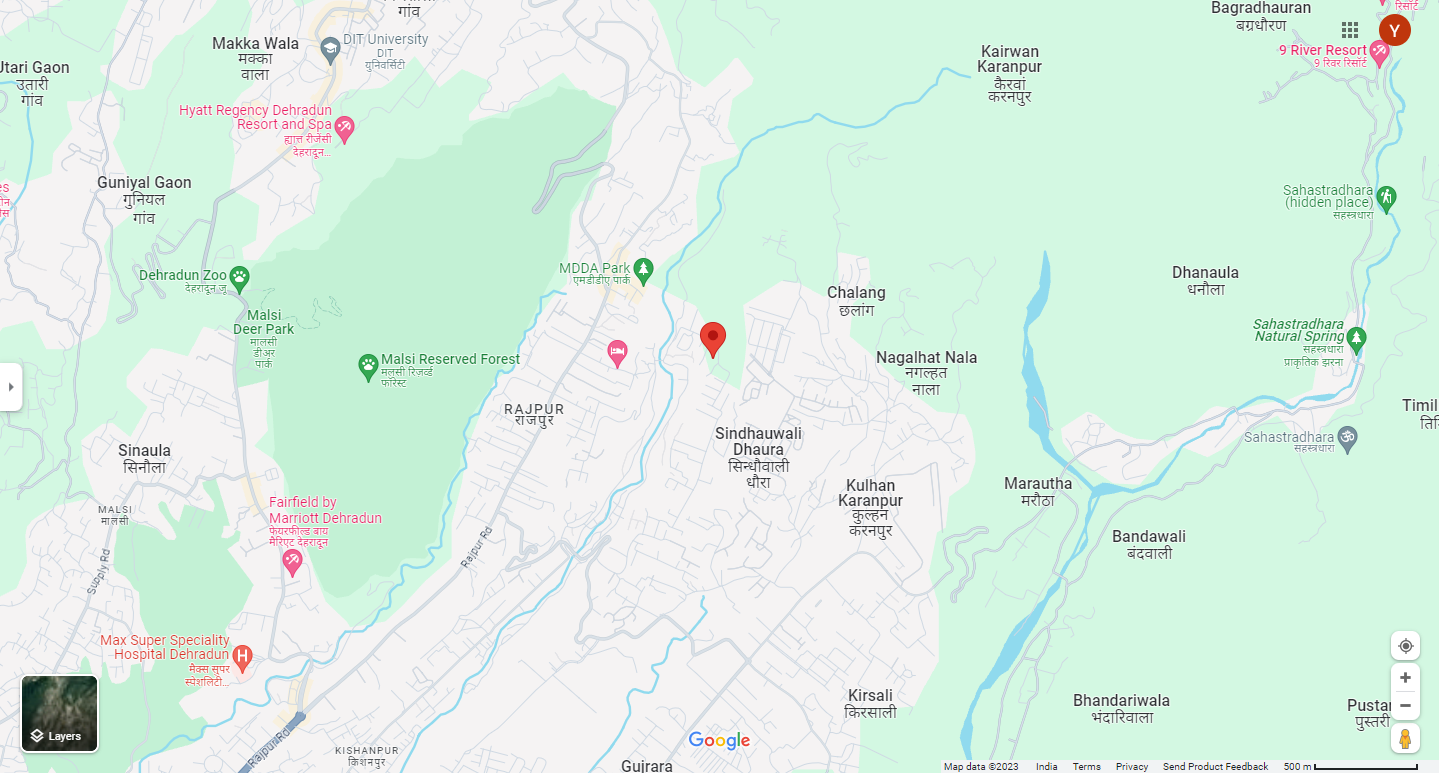 गांव
Bagradhauran
बग्रधौरण
रिसॉर्ट
Y
Makka Wala
मक्का
वाला
DIT University
DIT
युनिवर्सिटी
Kairwan
Karanpur
कैरवां
करनपुर
9 River Resort
9 रिवर रिसॉर्ट
Utari Gaon
उतारी
गांव
Hyatt Regency Dehradun
Resort and Spa
ह्यात्त रीजेंसी
देहरादून...
Guniyal Gaon
गुनियल
गांव
Sahastradhara
(hidden place)
सहस्त्रधारा
Dehradun Zoo
देहरादून जू
MDDA Park
एमडीडीए पार्क
Dhanaula
धनौला
Chalang
छलांग
Malsi
Deer Park
मालसी
डीअर
पार्क
Sahastradhara
Natural Spring
सहस्त्रधारा
प्राकृतिक झरना
Malsi Reserved Forest
मलसी रिजर्व्ड
फॉरेस्ट
Nagalhat Nala
नगल्हत
नाला
RAJPUR
राजपुर
Timil
Sindhauwali
Dhaura
सिन्धौवाली
धौरा
Sahastradhara
सहस्त्रधारा
Sinaula
सिनौला
Kulhan
Karanpur
कुल्हन
करनपुर
Marautha
मरौठा
MALSI
मालसी
Fairfield by
Marriott Dehradun
फेयरफील्ड बाय
मैरिएट देहरादून
Bandawali
बंदवाली
Rajpur Rd
Supply Rd
Max Super Speciality
Hospital Dehradun
मैक्स सुपर
स्पेशलिटी...
H
Kirsali
किरसाली
Bhandariwala
भंदारिवाला
Pustar
पुस्तरी
Layers
Rajpur Rd
KISHANPUR
किशनपुर
Google
Gujrara
Map data ©2023 India Terms Privacy Send Product Feedback 500 m